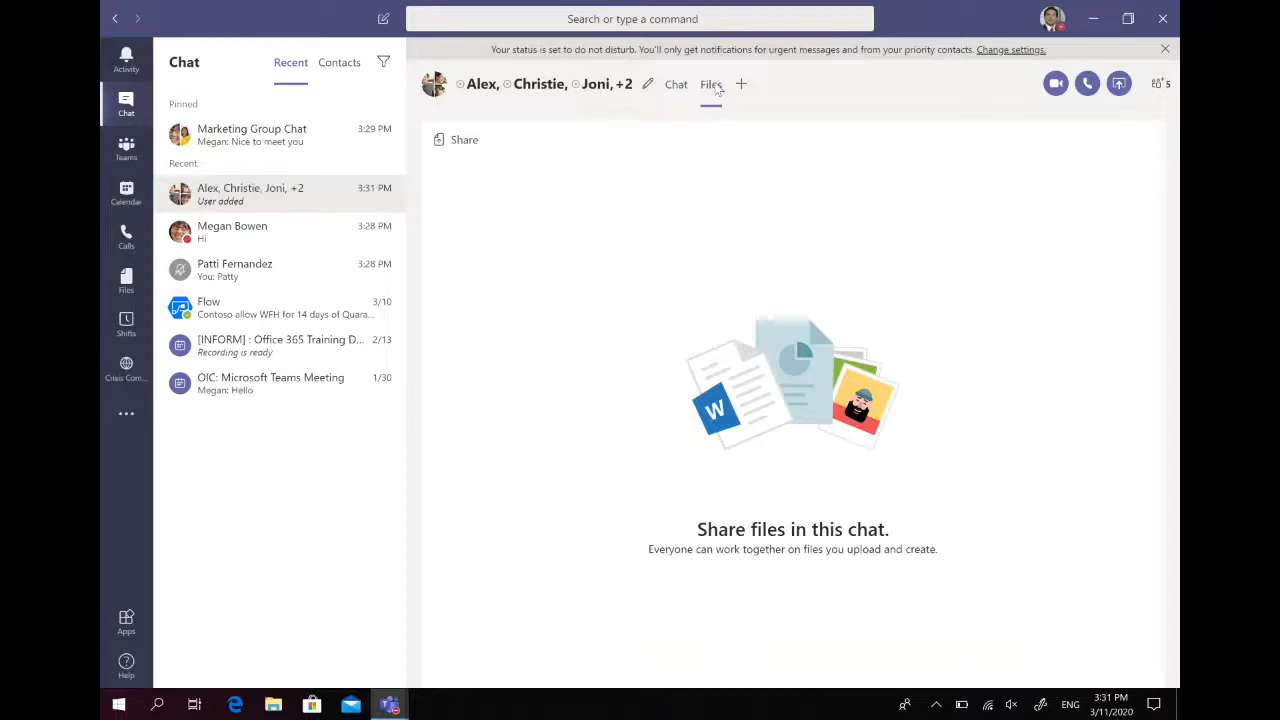 Search or type a command
Your status is set to do not disturb. You'll only get notifications for urgent messages and from your priority contacts. Change settings.
Activity
Chat
Teams
Calendar
Calls
Files
Shifts
Crisis Com...
Apps
Help
Chat
Recent
Contacts
Pinned
Marketing Group Chat 3:29 PM
Megan: Nice to meet you
Recent
Alex, Christie, Joni, +2 3:31 PM
User added
Megan Bowen 3:28 PM
Hi
Patti Fernandez 3:28 PM
You: Patty
Flow 3/10
Contoso allow WFH for 14 days of Quara...
[INFORM] : Office 365 Training D... 2/13
Recording is ready
OIC: Microsoft Teams Meeting 1/30
Megan: Hello
Alex, Christie, Joni, +2
Chat
Files
5
Share
W
Share files in this chat.
Everyone can work together on files you upload and create.
ENG
3:31 PM
3/11/2020